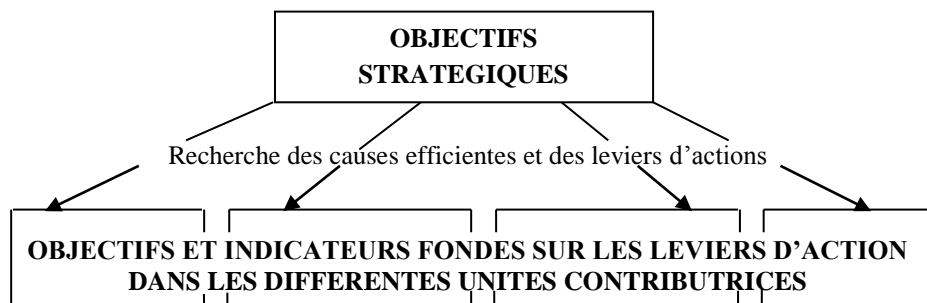 OBJECTIFS
STRATEGIQUES
Recherche des causes efficientes et des leviers d’actions
OBJECTIFS ET INDICATEURS FONDES SUR LES LEVIERS D’ACTION
DANS LES DIFFERENTES UNITES CONTRIBUTRICES